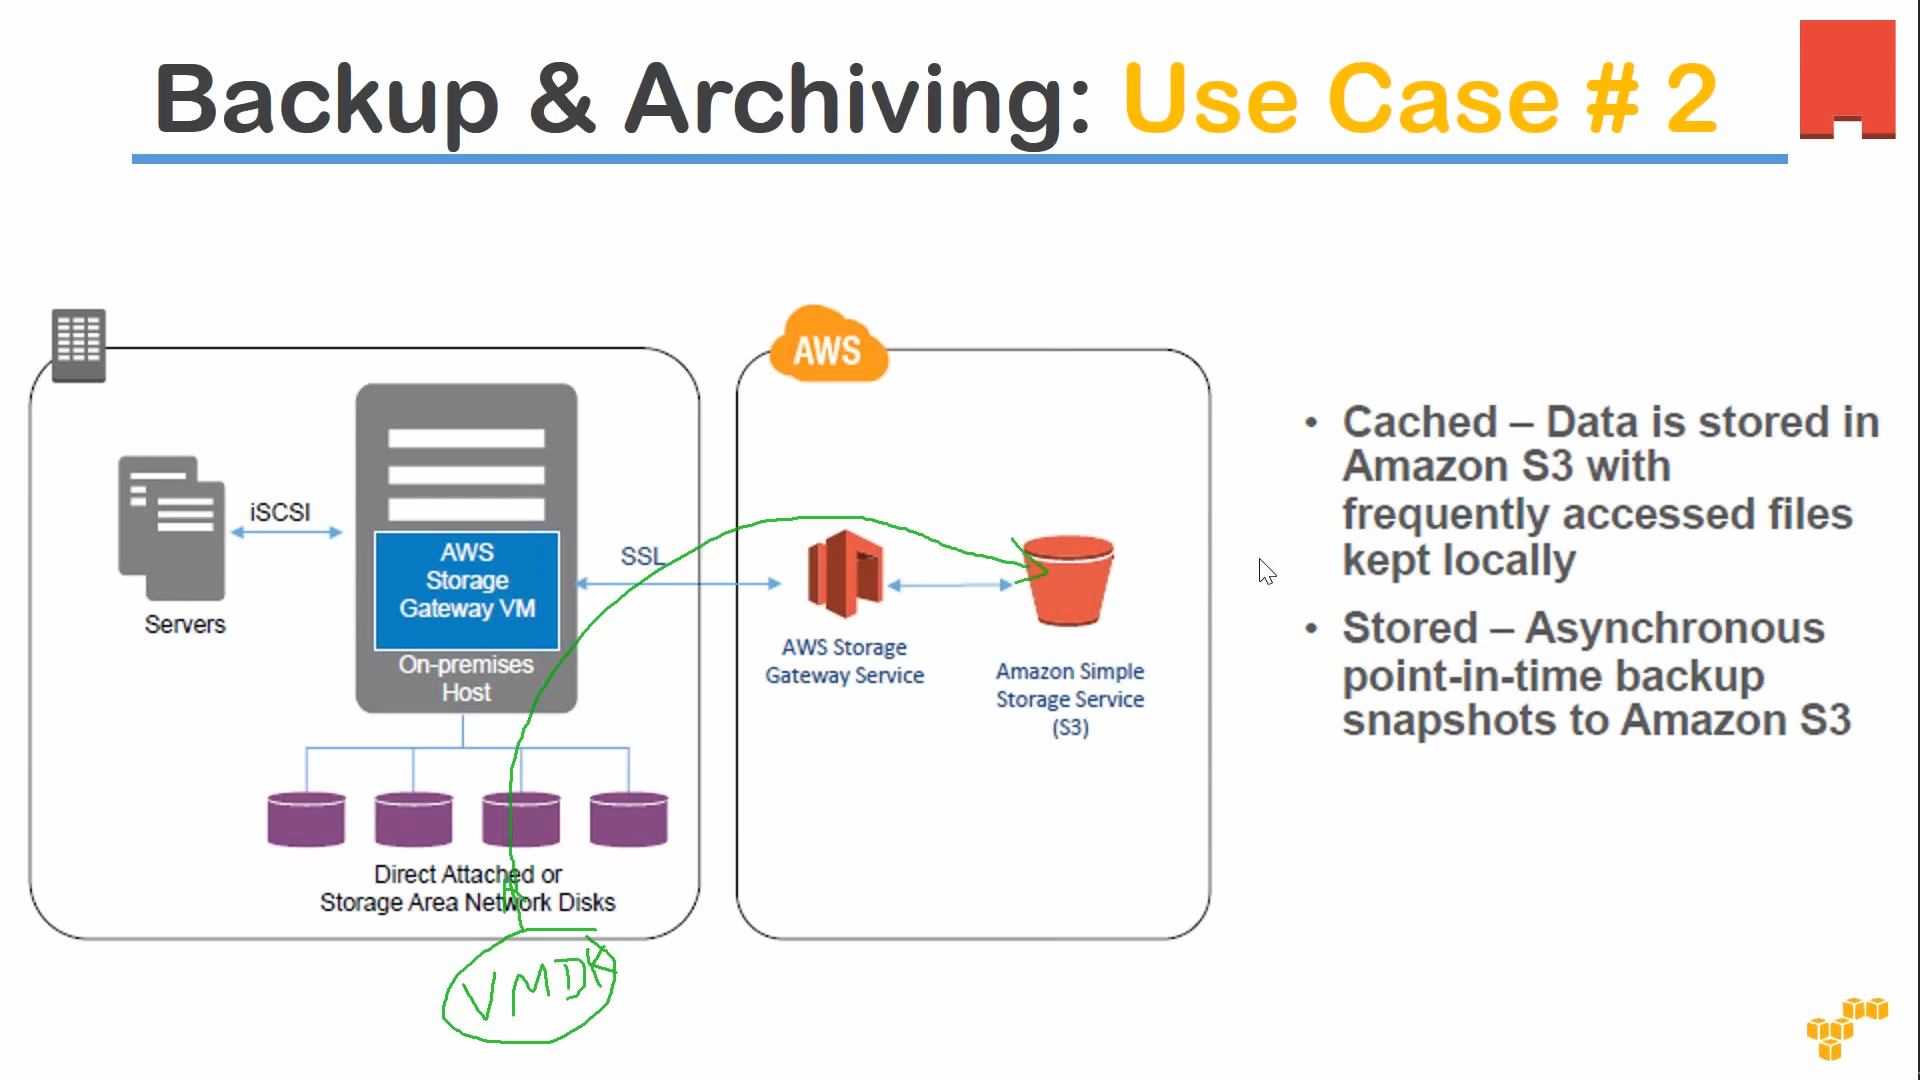 Backup & Archiving: Use Case # 2
AWS
iSCSI
Servers
AWS
Storage
Gateway VM
On-premises
Host
SSL
Direct Attached or
Storage Area Network Disks
VMDK
AWS Storage
Gateway Service
Amazon Simple
Storage Service
(S3)
• Cached – Data is stored in
Amazon S3 with
frequently accessed files
kept locally
• Stored – Asynchronous
point-in-time backup
snapshots to Amazon S3